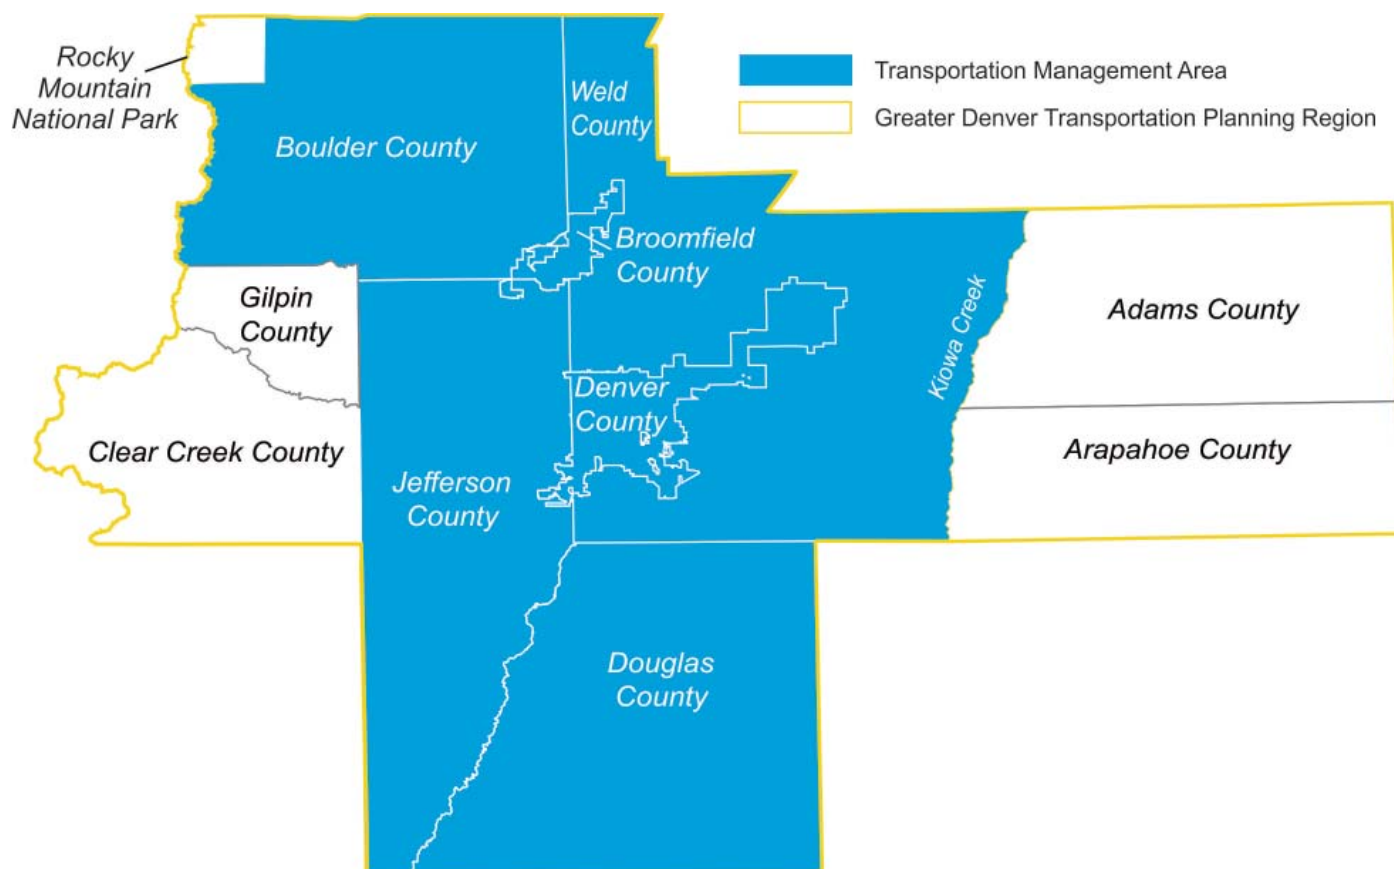 Rocky
Mountain
National Park
Boulder County
Weld
County
Transportation Management Area
Greater Denver Transportation Planning Region
Broomfield
County
Gilpin
County
Kiowa Creek
Adams County
Denver
County
Clear Creek County
Arapahoe County
Jefferson
County
Douglas
County